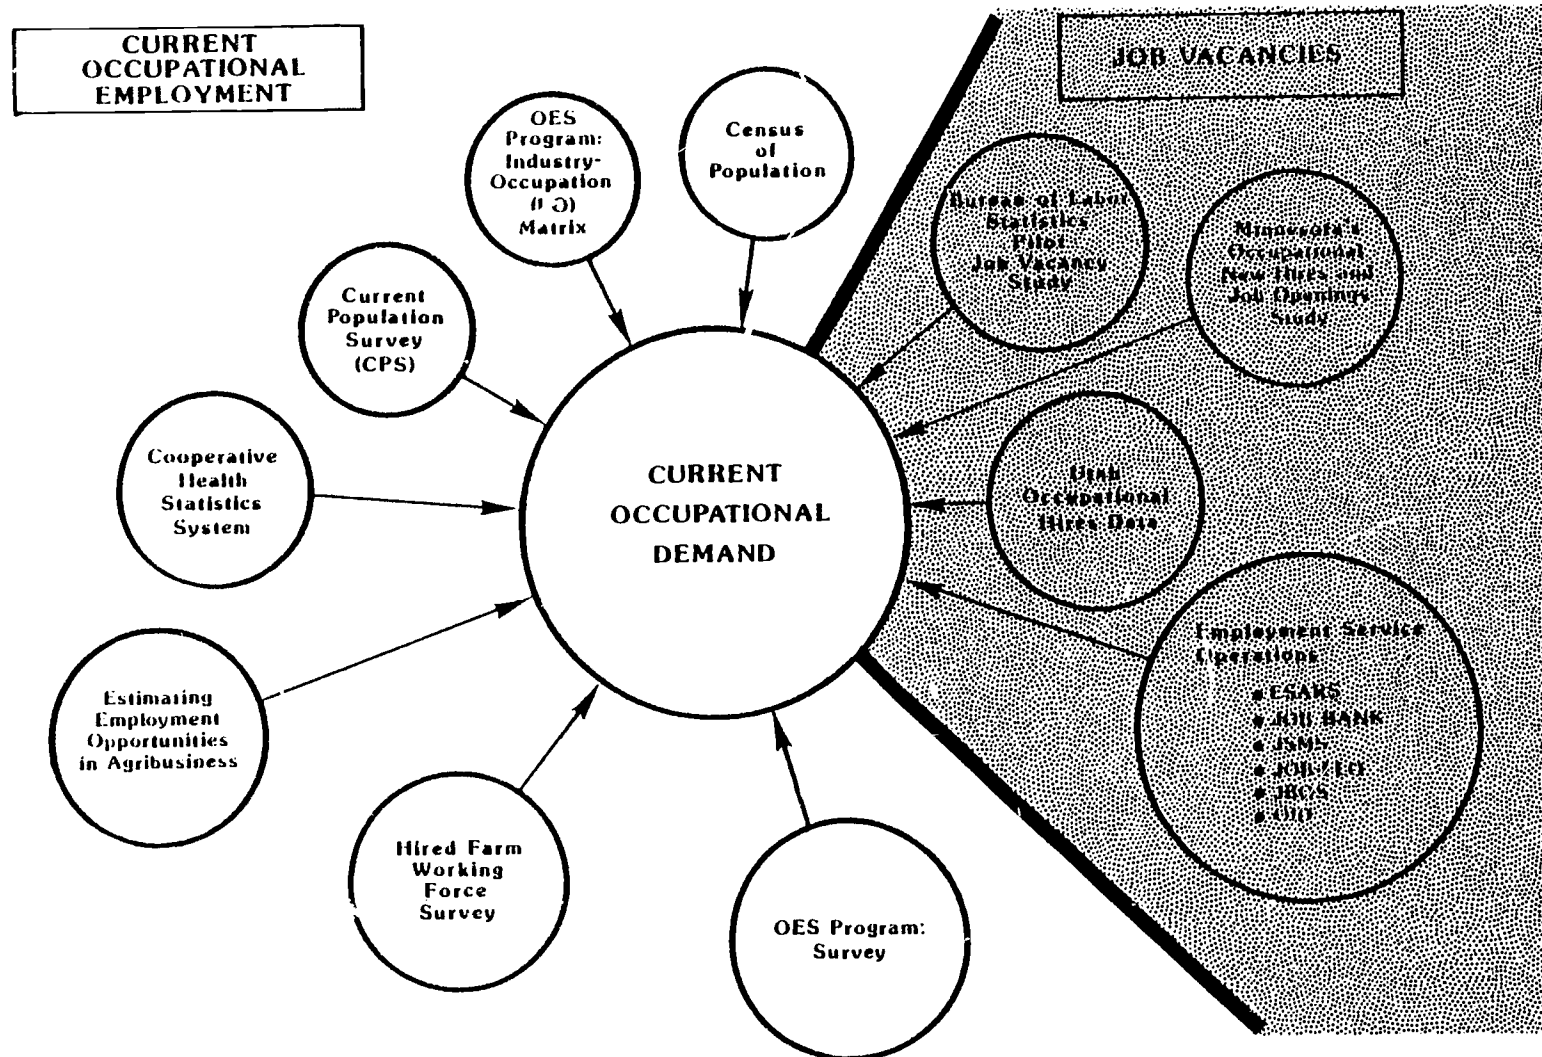 CURRENT
OCCUPATIONAL
EMPLOYMENT
JOB VACANCIES
OES
Program:
Industry-
Occupation
Matrix
Census
of
Population
Bureau of Labor
Statistics
Pilot
Job Vacancy
Study
Minnesota's
Occupational
New Hires and
Job Openings
Study
Current
Population
Survey
(CPS)
Cooperative
Health
Statistics
System
CURRENT
OCCUPATIONAL
DEMAND
Utah
Occupational
Hires Data
Estimating
Employment
Opportunities
in Agribusiness
Employment Service
Operations
• ESARS
• JOB BANK
• JSMS
• JBGS
Hired Farm
Working
Force
Survey
OES Program:
Survey